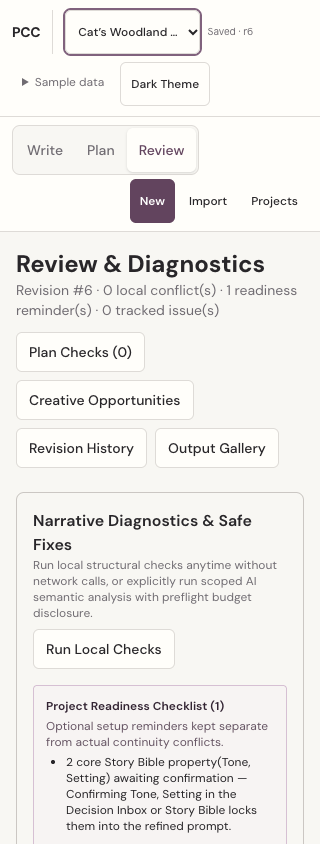 PCC
Cat's Woodland ...
Saved · r6
Sample data
Dark Theme
Write
Plan
Review
New
Import
Projects
Review & Diagnostics
Revision #6 · 0 local conflict(s) · 1 readiness
reminder(s) · 0 tracked issue(s)
Plan Checks (0)
Creative Opportunities
Revision History
Output Gallery
Narrative Diagnostics & Safe
Fixes
Run local structural checks anytime without
network calls, or explicitly run scoped AI
semantic analysis with preflight budget
disclosure.
Run Local Checks
Project Readiness Checklist (1)
Optional setup reminders kept separate
from actual continuity conflicts.
• 2 core Story Bible property(Tone,
Setting) awaiting confirmation —
Confirming Tone, Setting in the
Decision Inbox or Story Bible locks
them into the refined prompt.